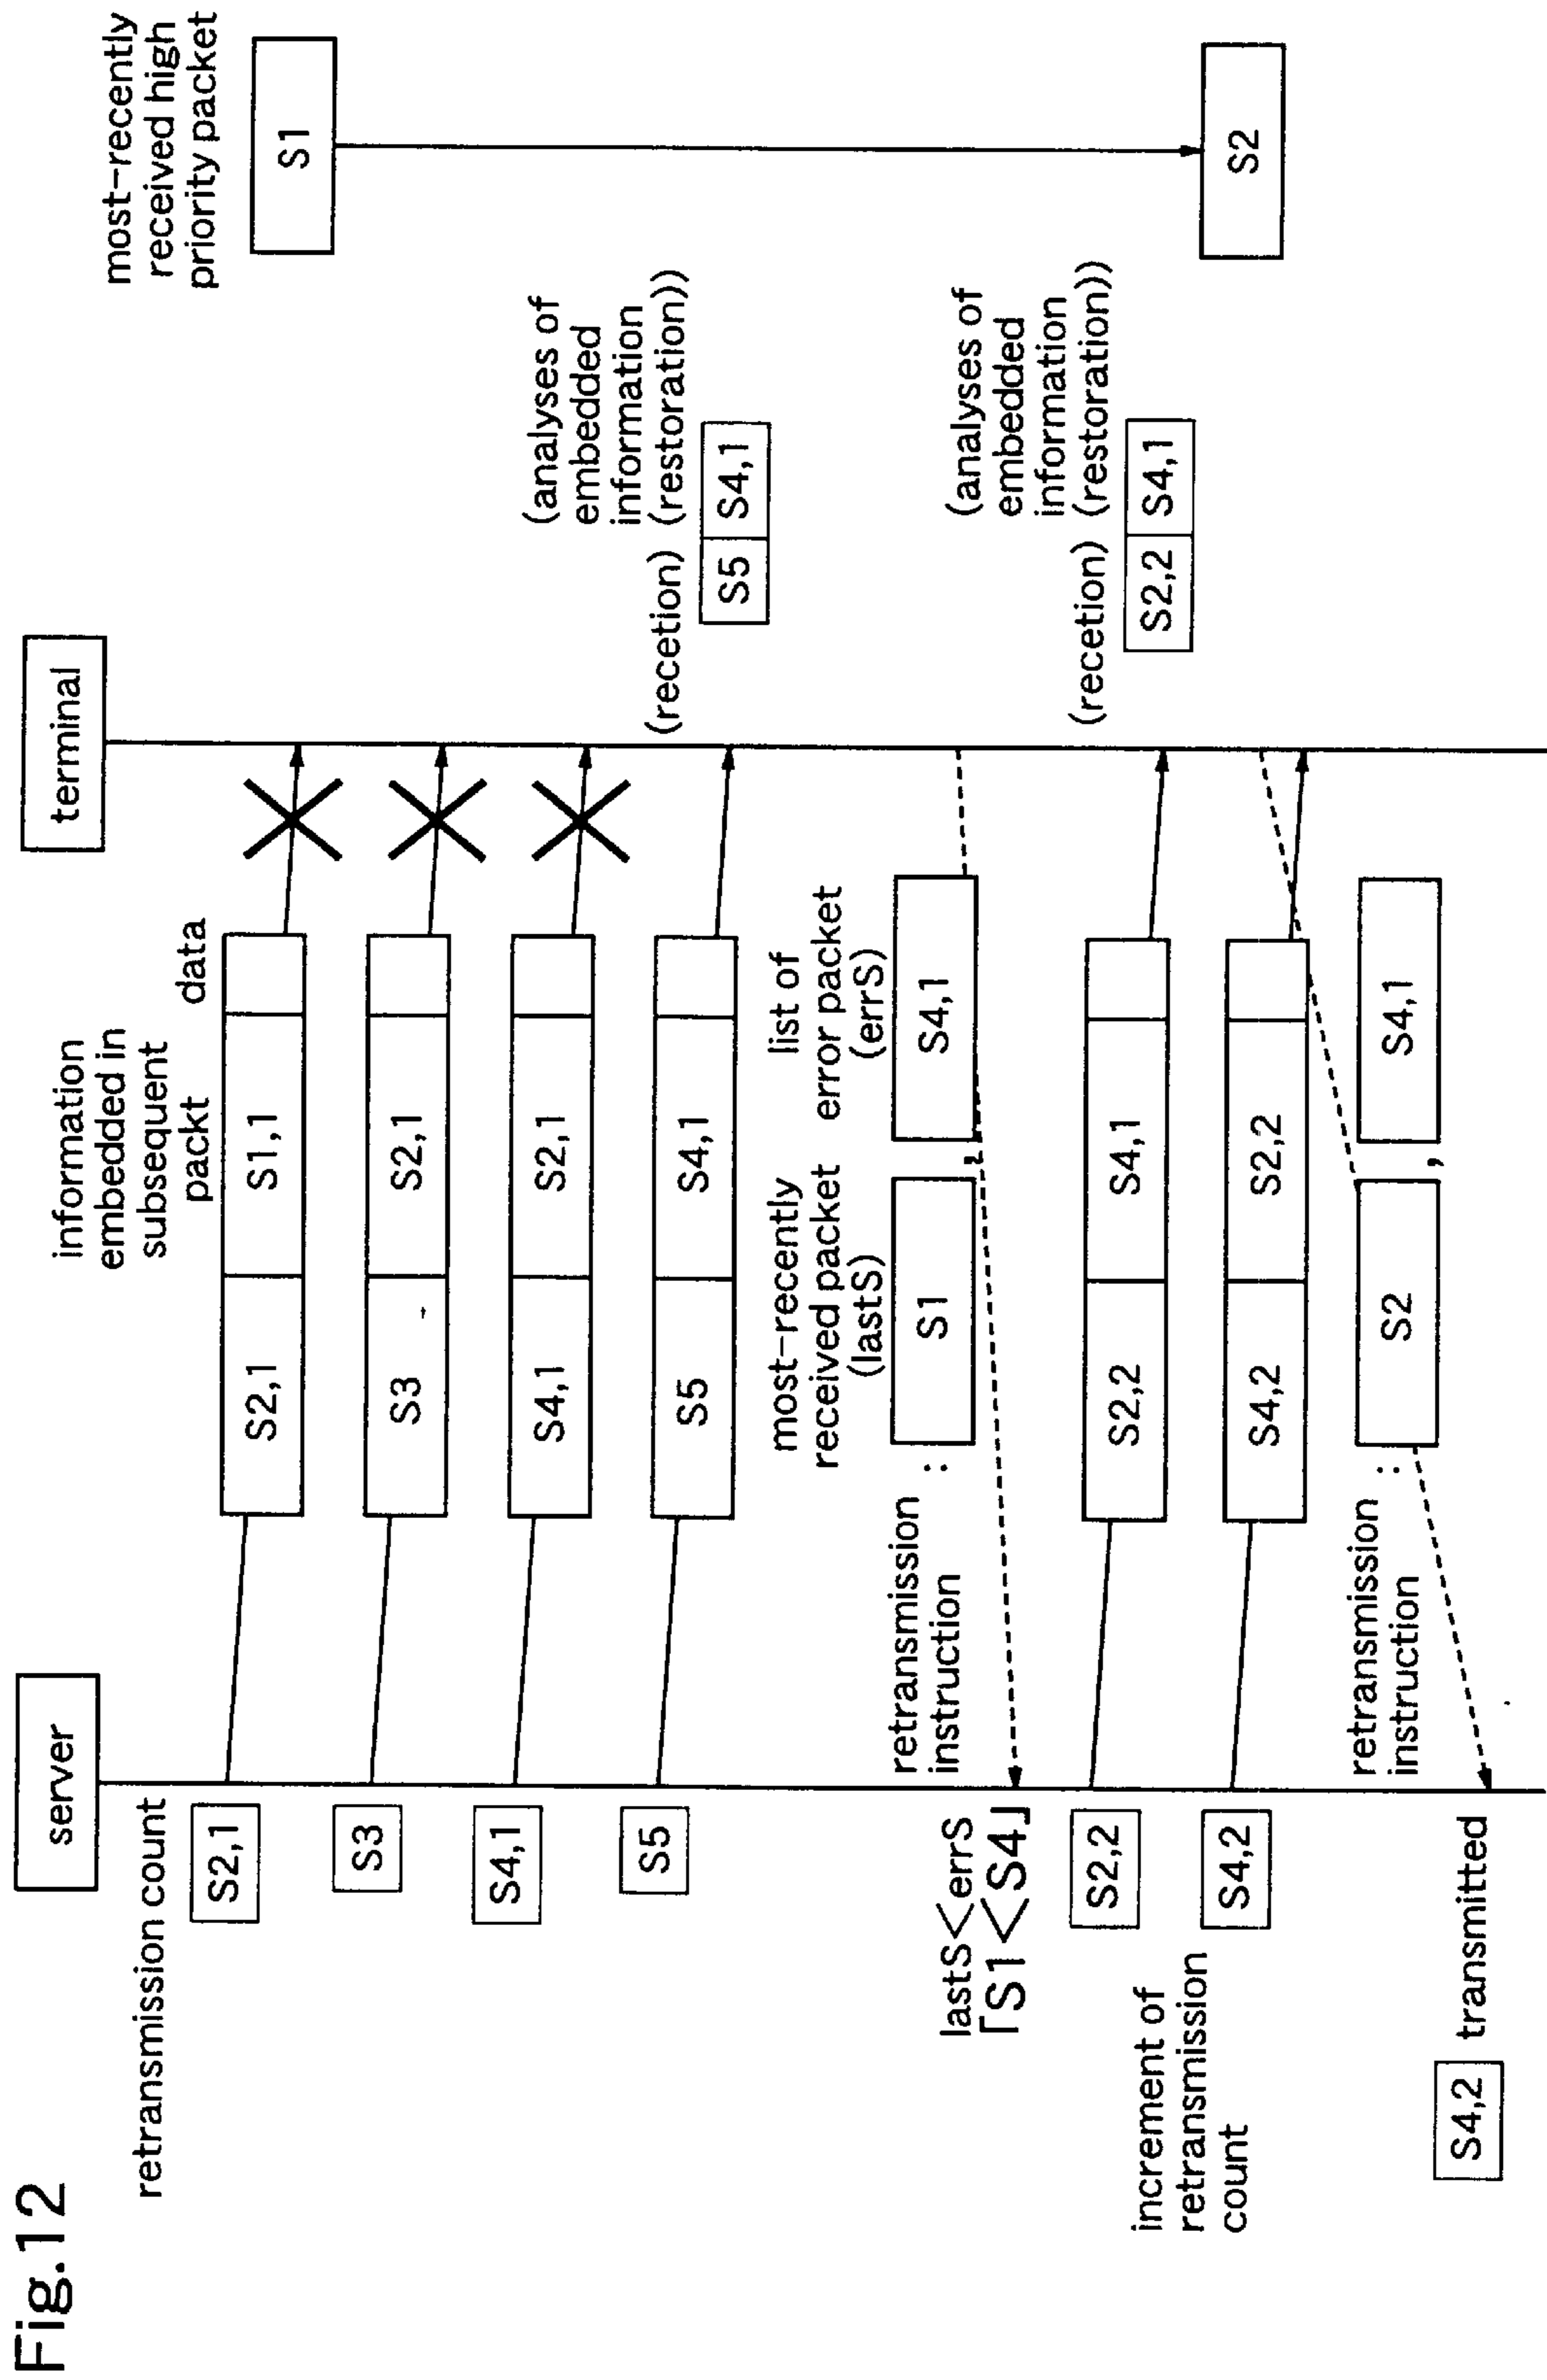 Fig.12
server
terminal
most-recently
received high
priority packet
retransmission count
information
embedded in
subsequent
packt
data
S2,1
S2,1
S1,1
S1
S3
S3
S2,1
S4,1
S4,1
S2,1
S5
S5
S4,1
(recetion)
(analyses of
embedded
information
(restoration))
S5
S4,1
most-recently
received packet
(lastS)
list of
error packet
(errS)
retransmission
instruction
:
S1
,
S4,1
lastS<errS
「S1<S4」
increment of
retransmission
count
S2,2
S2,2
S4,1
(recetion)
(analyses of
embedded
information
(restoration))
S2,2
S4,1
S2
S4,2
S4,2
S2,2
retransmission
instruction
:
S2
,
S4,1
S4,2
transmitted